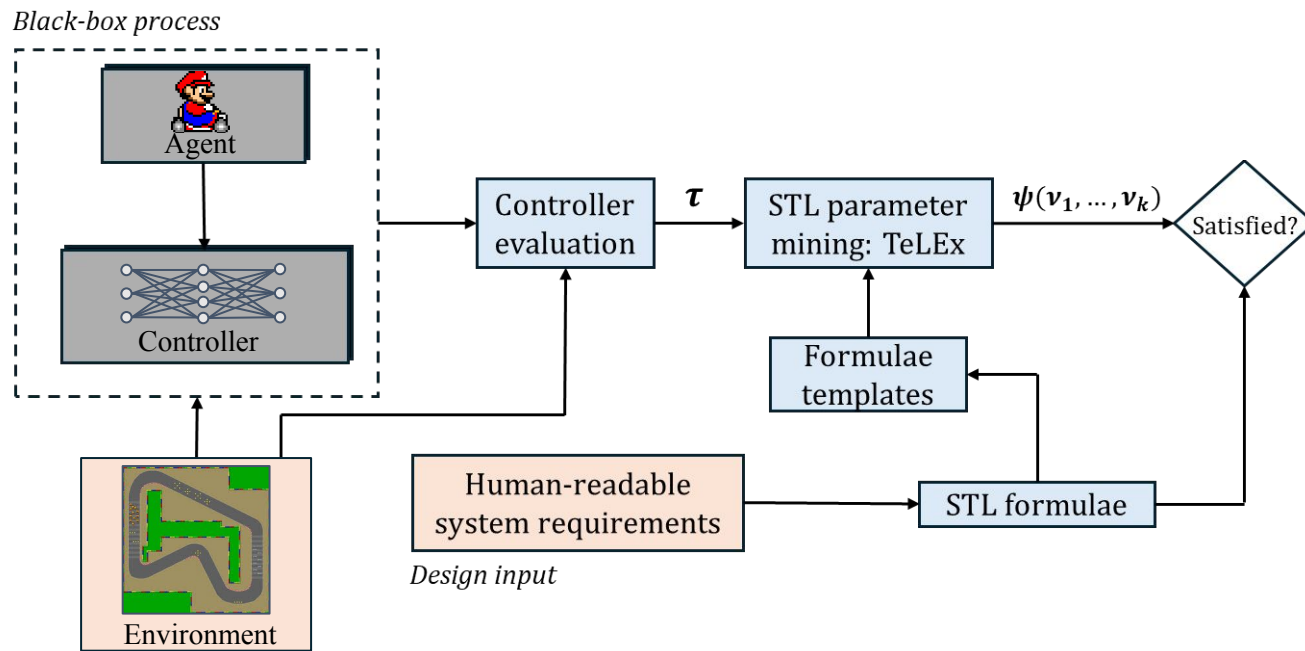 Black-box process
Agent
Controller
Environment
Controller
evaluation
τ
STL parameter
mining: TeLEx
ψ(ν₁, ..., νₖ)
Satisfied?
Formulae
templates
Human-readable
system requirements
Design input
STL formulae